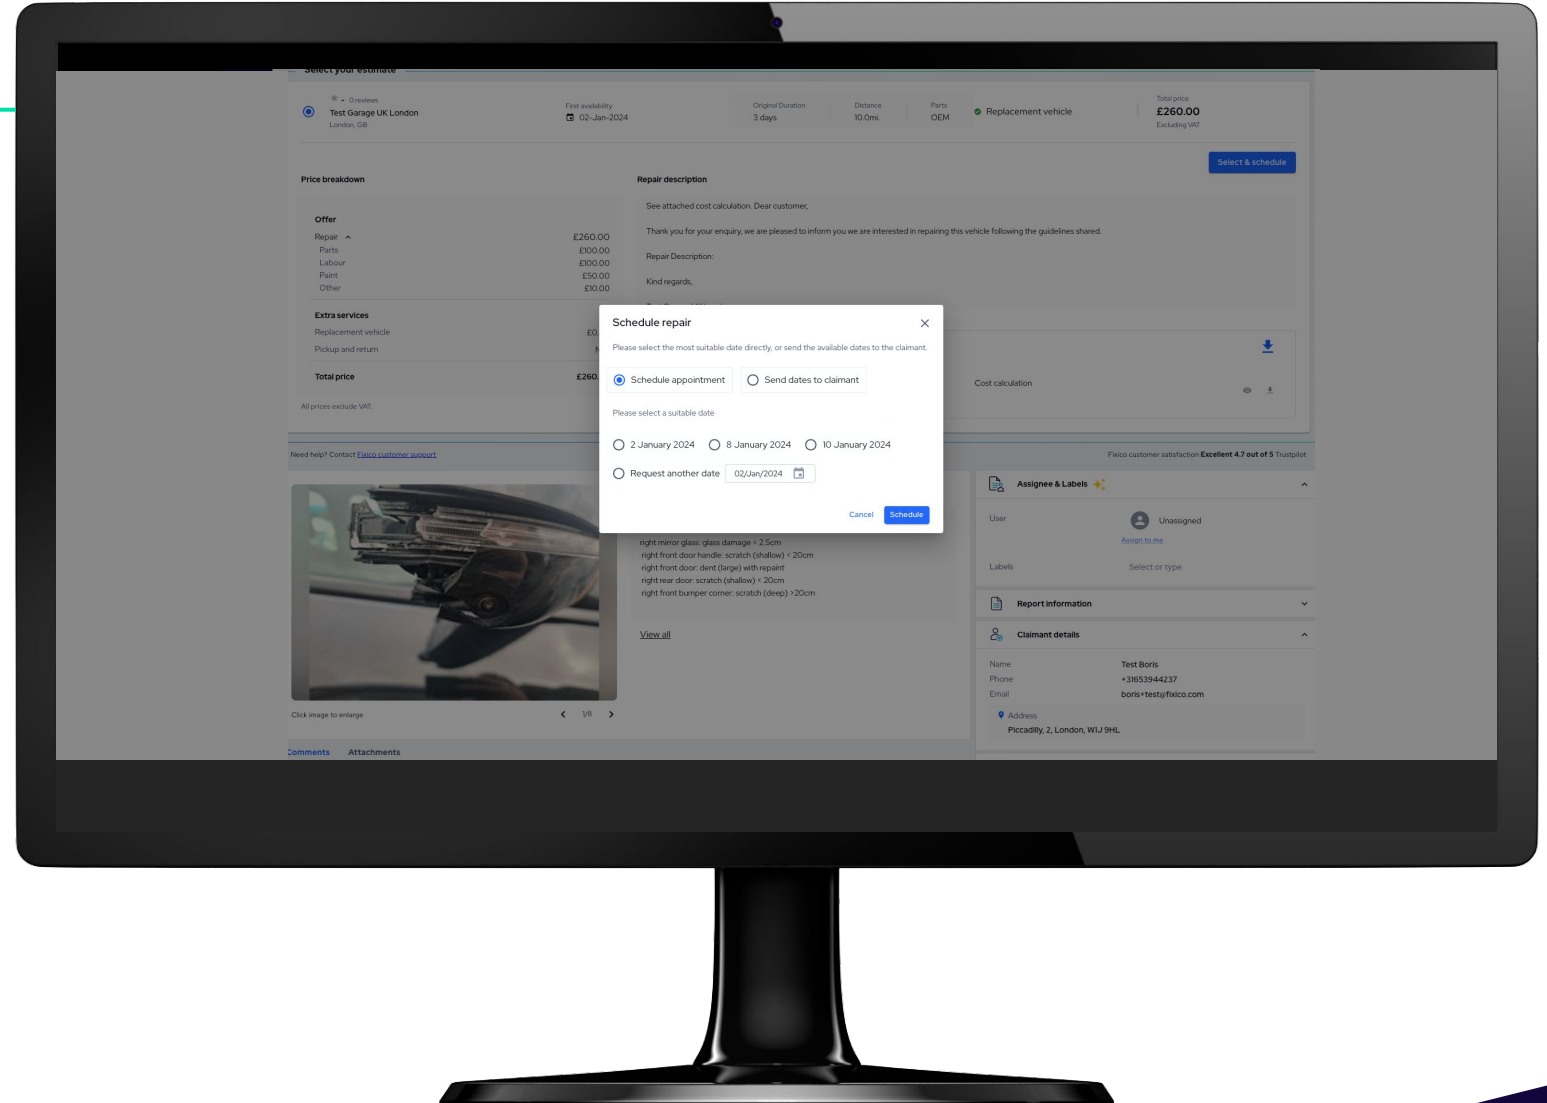 Select your estimate
- 0 reviews
Test Garage UK London
London, GB
First availability
02-Jan-2024
Original Duration
3 days
Distance
10.0mi.
Parts
OEM
Replacement vehicle
Total price
£260.00
Excluding VAT
Select & schedule
Price breakdown
Offer
Repair £260.00
Parts £100.00
Labour £100.00
Paint £50.00
Other £10.00
Extra services
Replacement vehicle £0.
Pickup and return
Total price £260.
All prices exclude VAT.
Repair description
See attached cost calculation. Dear customer,
Thank you for your enquiry, we are pleased to inform you we are interested in repairing this vehicle following the guidelines shared.
Repair Description:
Kind regards,
Cost calculation
Schedule repair
Please select the most suitable date directly, or send the available dates to the claimant.
Schedule appointment Send dates to claimant
Please select a suitable date
2 January 2024 8 January 2024 10 January 2024
Request another date 02/Jan/2024
Cancel Schedule
Need help? Contact Fixico customer support
Fixico customer satisfaction Excellent 4.7 out of 5 Trustpilot
right mirror glass: glass damage < 2.5cm
right front door handle: scratch (shallow) < 20cm
right front door: dent (large) with repaint
right rear door: scratch (shallow) < 20cm
right front bumper corner: scratch (deep) >20cm
View all
Click image to enlarge
1/8
Comments Attachments
Assignee & Labels
User Unassigned
Assign to me
Labels Select or type
Report information
Claimant details
Name Test Boris
Phone +31653944237
Email boris+test@fixico.com
Address
Piccadilly, 2, London, W1J 9HL